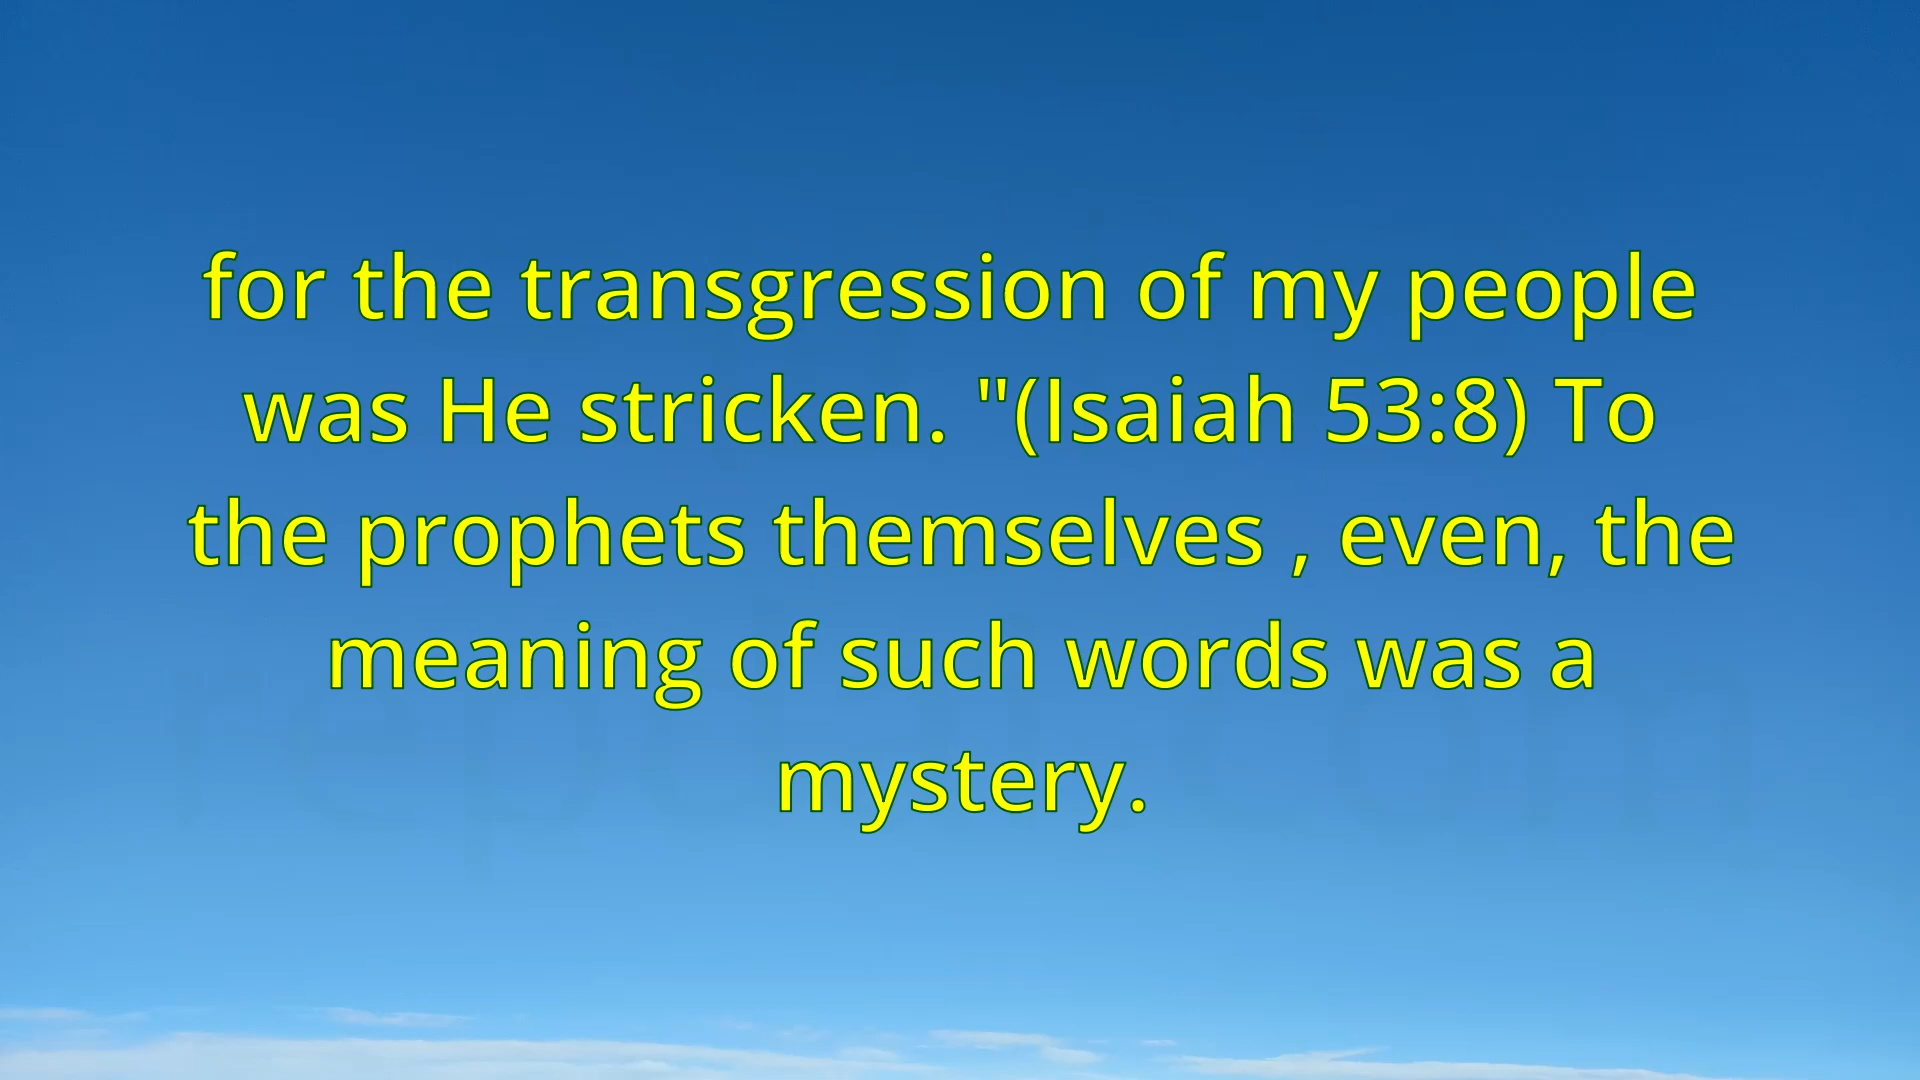 for the transgression of my people
was He stricken. "(Isaiah 53:8) To
the prophets themselves , even, the
meaning of such words was a
mystery.